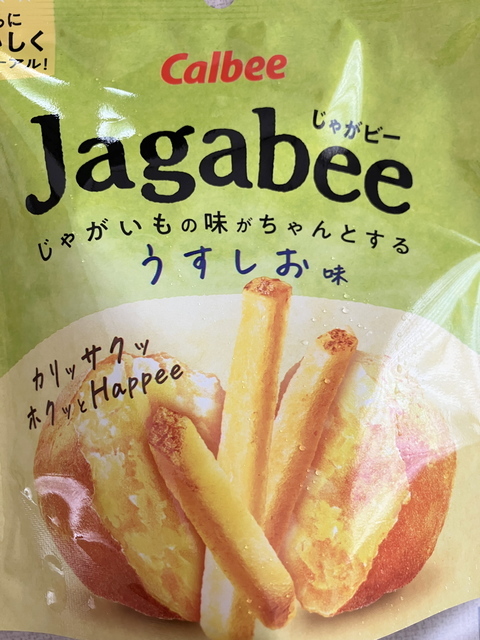 しく
Calbee
Jagabee
じゃがビー
じゃがいもの味がちゃんとする
うすしお味
カリッサクッ
ホクッとHappee